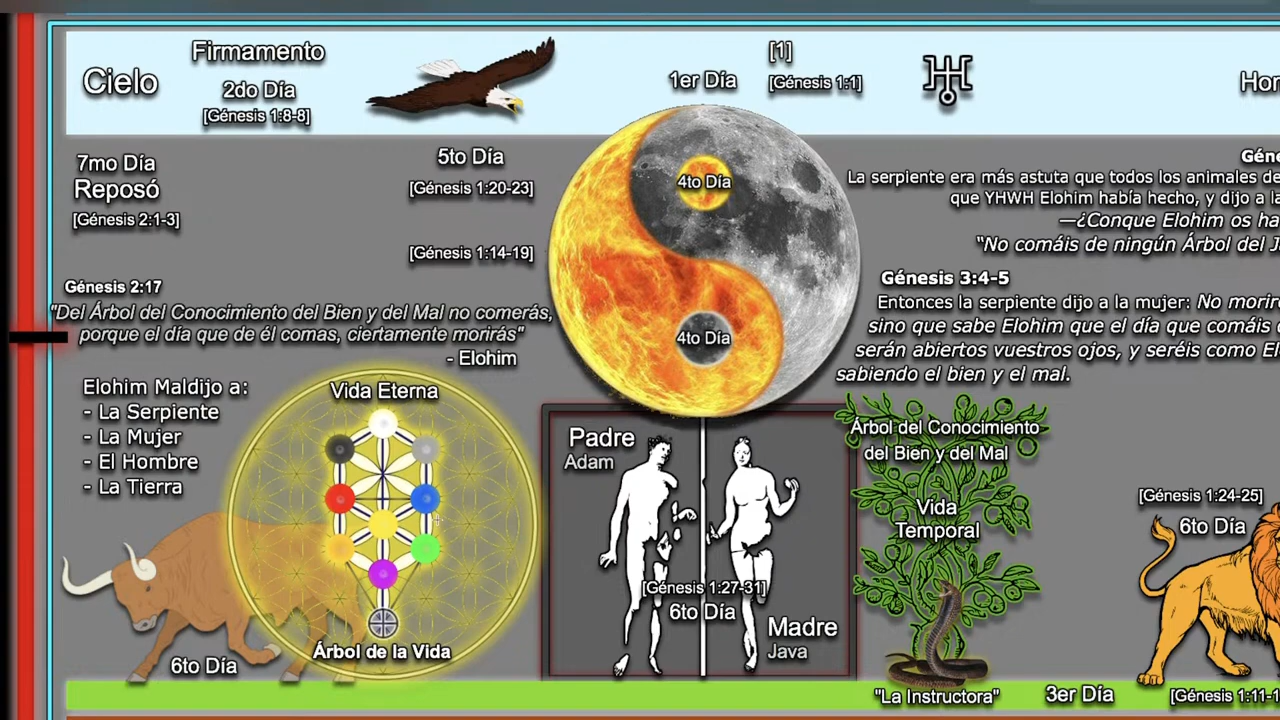 Firmamento
Cielo
2do Día
[Génesis 1:8-8]
1er Día
[1]
[Génesis 1:1]
7mo Día
Reposó
[Génesis 2:1-3]
5to Día
[Génesis 1:20-23]
[Génesis 1:14-19]
4to Día
4to Día
La serpiente era más astuta que todos los animales
que YHWH Elohim había hecho, y dijo a
—¿Conque Elohim os
"No comáis de ningún Árbol del
Génesis 3:4-5
Entonces la serpiente dijo a la mujer: No
sino que sabe Elohim que el día que comáis
serán abiertos vuestros ojos, y seréis como
sabiendo el bien y el mal.
Génesis 2:17
"Del Árbol del Conocimiento del Bien y del Mal no comerás,
porque el día que de él comas, ciertamente morirás"
- Elohim
Elohim Maldijo a:
- La Serpiente
- La Mujer
- El Hombre
- La Tierra
Vida Eterna
Árbol de la Vida
6to Día
Padre
Adam
[Génesis 1:27-31]
6to Día
Madre
Java
Árbol del Conocimiento
del Bien y del Mal
Vida
Temporal
"La Instructora"
3er Día
[Génesis 1:24-25]
6to Día
[Génesis 1:11-1